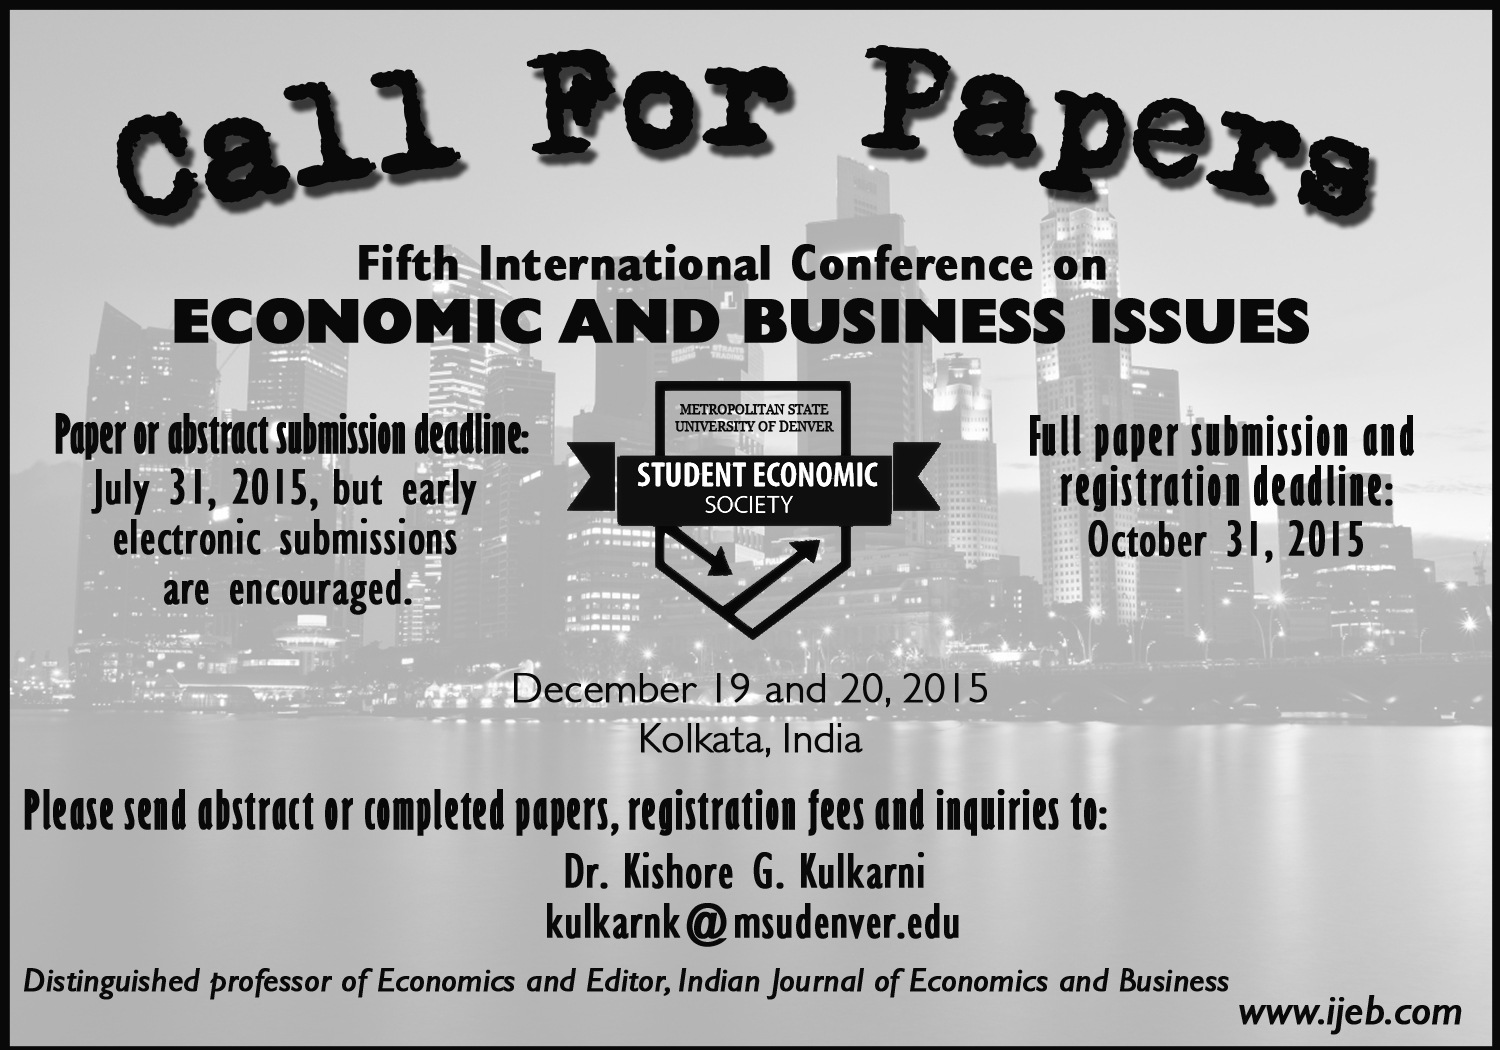 Call For Papers
Fifth International Conference on
ECONOMIC AND BUSINESS ISSUES
Paper or abstract submission deadline:
July 31, 2015, but early
electronic submissions
are encouraged.
METROPOLITAN STATE
UNIVERSITY OF DENVER
STUDENT ECONOMIC
SOCIETY
Full paper submission and
registration deadline:
October 31, 2015
December 19 and 20, 2015
Kolkata, India
Please send abstract or completed papers, registration fees and inquiries to:
Dr. Kishore G. Kulkarni
kulkarnk@msudenver.edu
Distinguished professor of Economics and Editor, Indian Journal of Economics and Business
www.ijeb.com